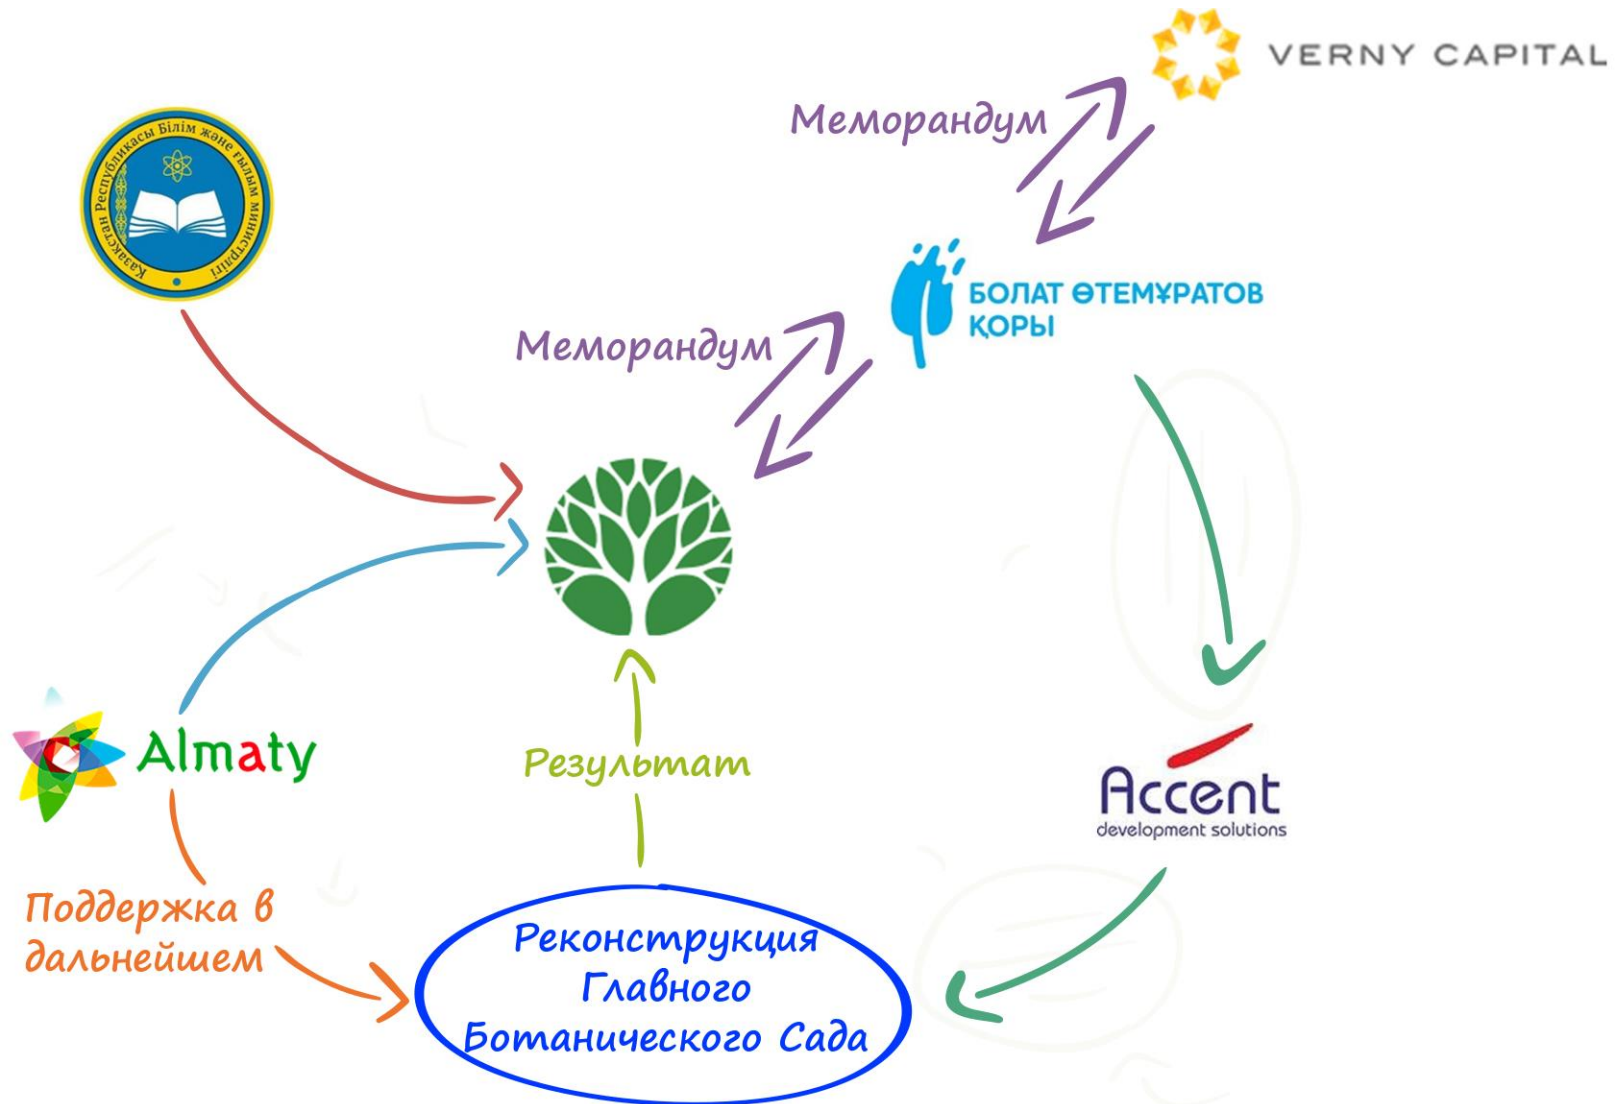 VERNY CAPITAL
Меморандум
Қазақстан Республикасы Білім және ғылым министрлігі
БОЛАТ ӨТЕМҰРАТОВ
ҚОРЫ
Меморандум
Almaty
Результат
Accent
development solutions
Поддержка в
дальнейшем
Реконструкция
Главного
Ботанического Сада